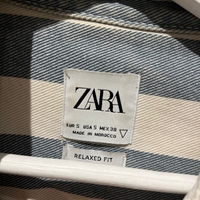 ZARA
EUR S USA S MEX 38
MADE IN MOROCCO
RELAXED FIT